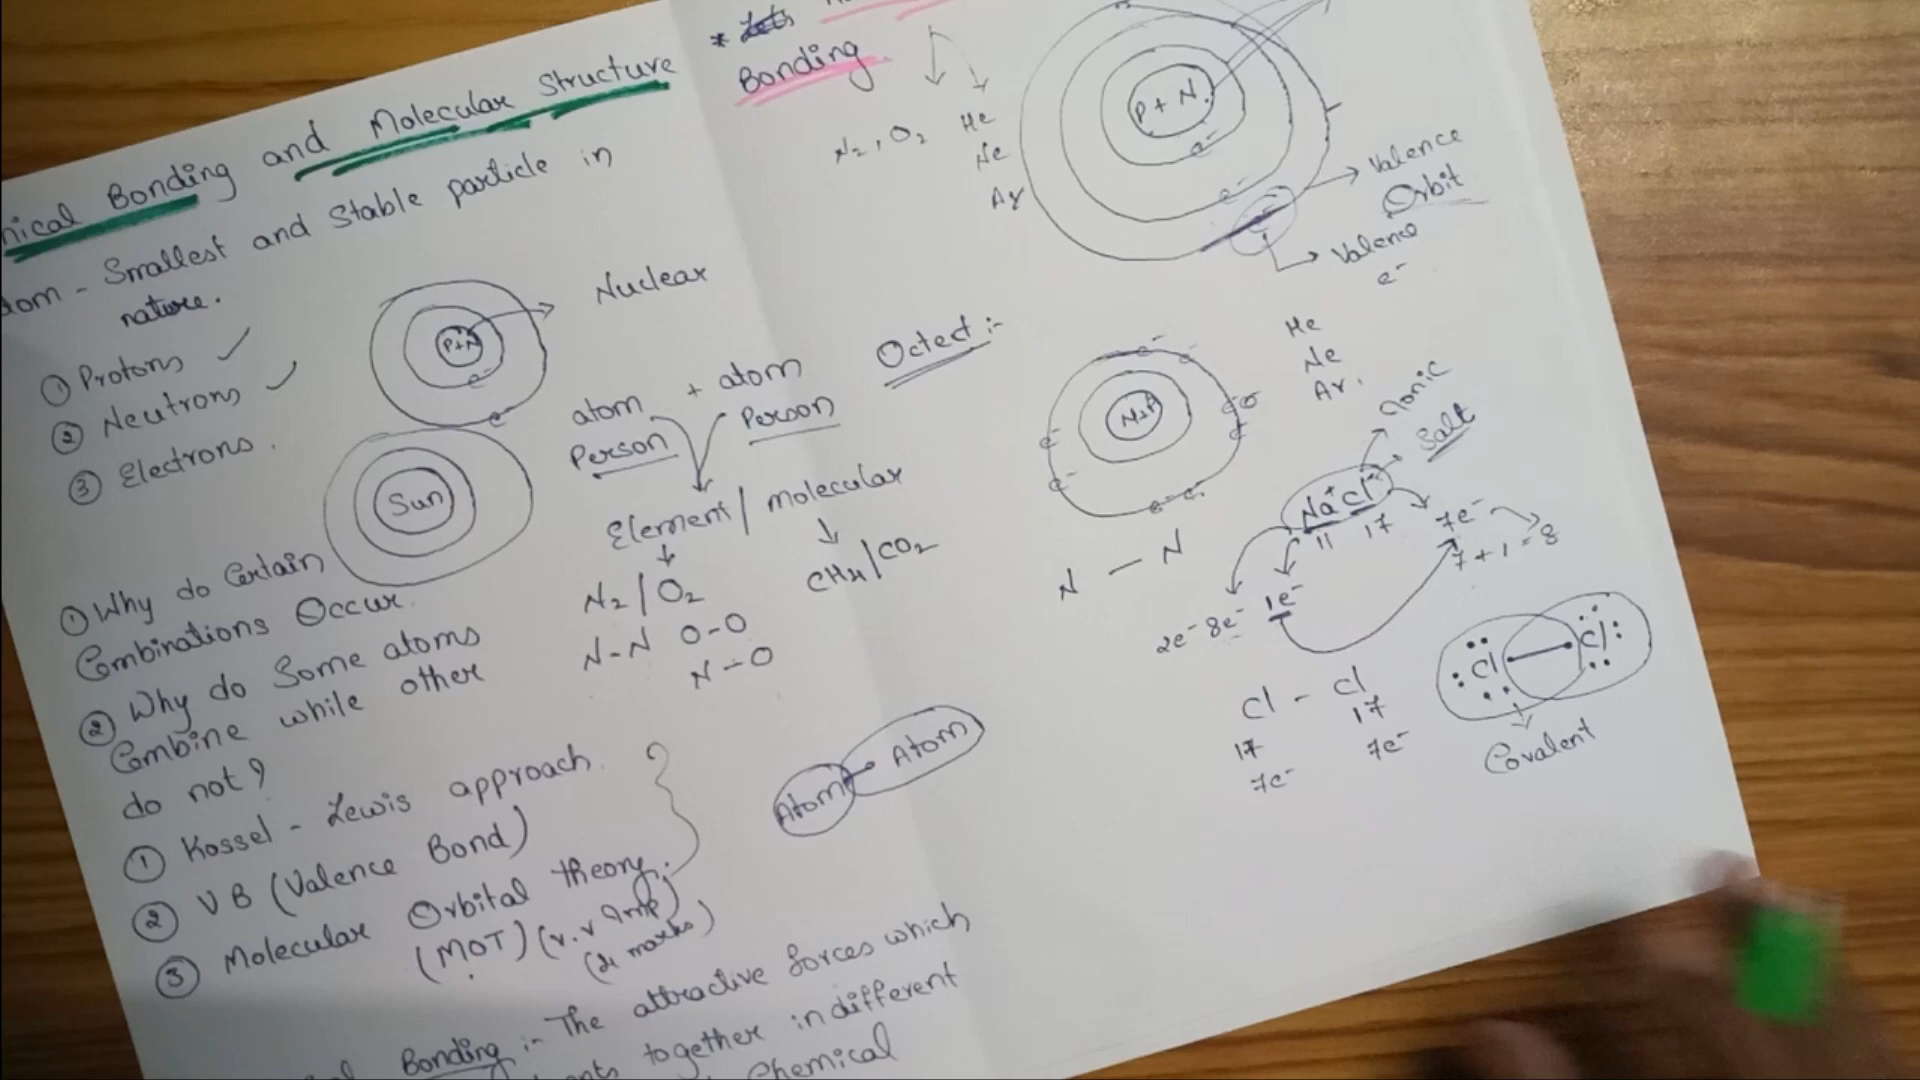 Bonding and Molecular Structure
- Smallest and Stable particle in
nature.
① Protons ✓
② Neutrons ✓
③ Electrons.
P+N
e-
e-
Nuclear
Sun
atom + atom
Person Person
Element / molecular
N2 / O2 CH4 / CO2
N-N O-O
N-O
① Why do Certain
Combinations Occur.
② Why do Some atoms
Combine while other
do not?
① Kossel - Lewis approach.
② VB (Valence Bond)
③ Molecular Orbital theory.
(MOT) (v.v Imp)
Atom Atom
Bonding :- The attractive forces which
together in different
Chemical
*
Bonding.
N2, O2 He
Ne
Ar
P+N.
e-
e-
Valence
Orbit
Valence
e-
Octect :-
e- e-
e-
e-
e-
e-
e- e-
He
Ne
Ar.
N - N
Ionic
Salt
Na+ Cl-
11 17 7e-
7+1=8
2e- 8e- 1e-
Cl - Cl
17 17
7e- 7e-
Cl Cl
Covalent